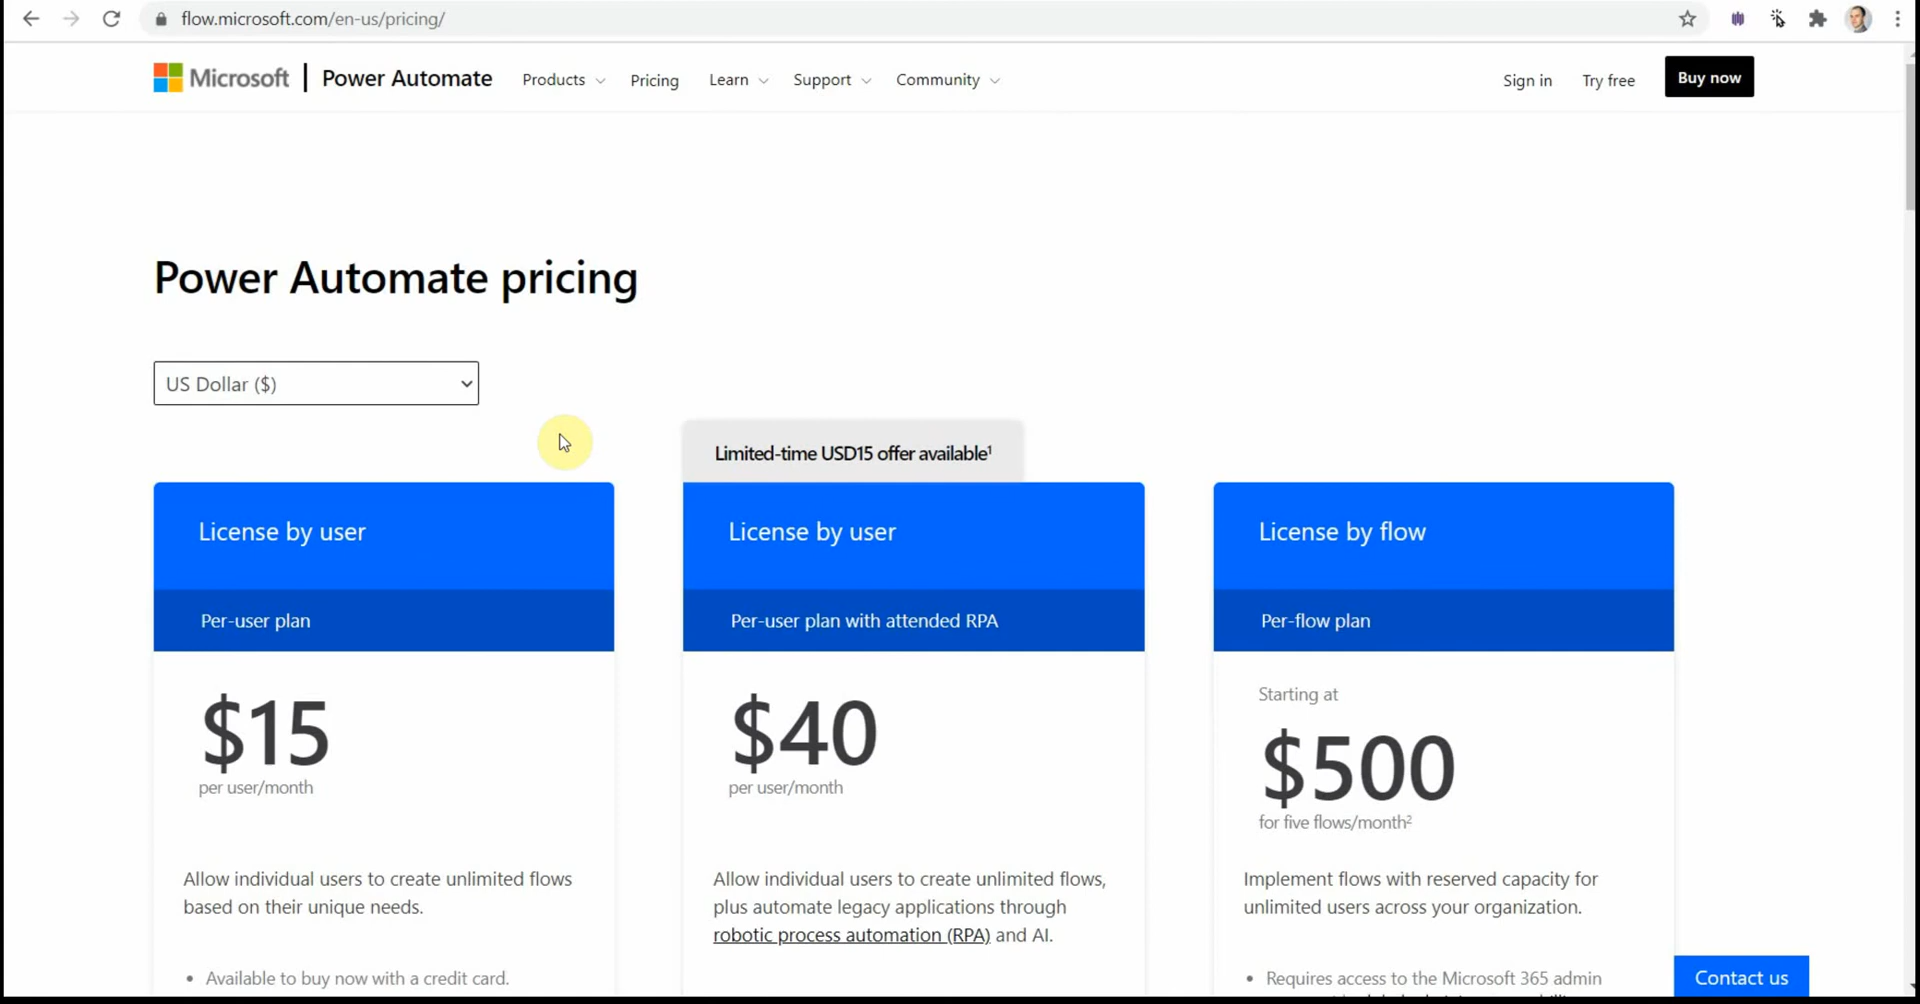 flow.microsoft.com/en-us/pricing/
Microsoft | Power Automate Products Pricing Learn Support Community Sign in Try free Buy now
Power Automate pricing
US Dollar ($)
Limited-time USD15 offer available¹
License by user
Per-user plan
$15
per user/month
Allow individual users to create unlimited flows
based on their unique needs.
• Available to buy now with a credit card.
License by user
Per-user plan with attended RPA
$40
per user/month
Allow individual users to create unlimited flows,
plus automate legacy applications through
robotic process automation (RPA) and AI.
License by flow
Per-flow plan
Starting at
$500
for five flows/month²
Implement flows with reserved capacity for
unlimited users across your organization.
• Requires access to the Microsoft 365 admin
Contact us